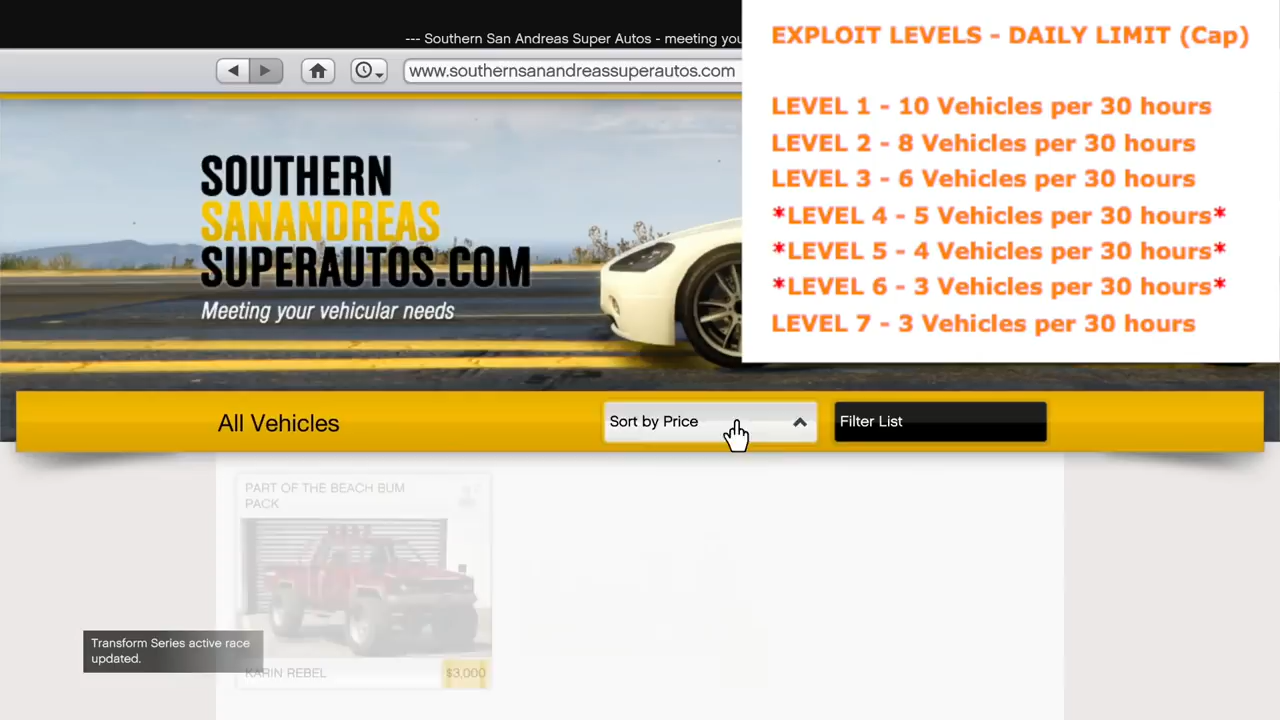 --- Southern San Andreas Super Autos - meeting you
www.southernsanandreassuperautos.com
EXPLOIT LEVELS - DAILY LIMIT (Cap)
LEVEL 1 - 10 Vehicles per 30 hours
LEVEL 2 - 8 Vehicles per 30 hours
LEVEL 3 - 6 Vehicles per 30 hours
*LEVEL 4 - 5 Vehicles per 30 hours*
*LEVEL 5 - 4 Vehicles per 30 hours*
*LEVEL 6 - 3 Vehicles per 30 hours*
LEVEL 7 - 3 Vehicles per 30 hours
SOUTHERN
SANANDREAS
SUPERAUTOS.COM
Meeting your vehicular needs
All Vehicles
Sort by Price
Filter List
PART OF THE BEACH BUM
PACK
KARIN REBEL
$3,000
Transform Series active race
updated.